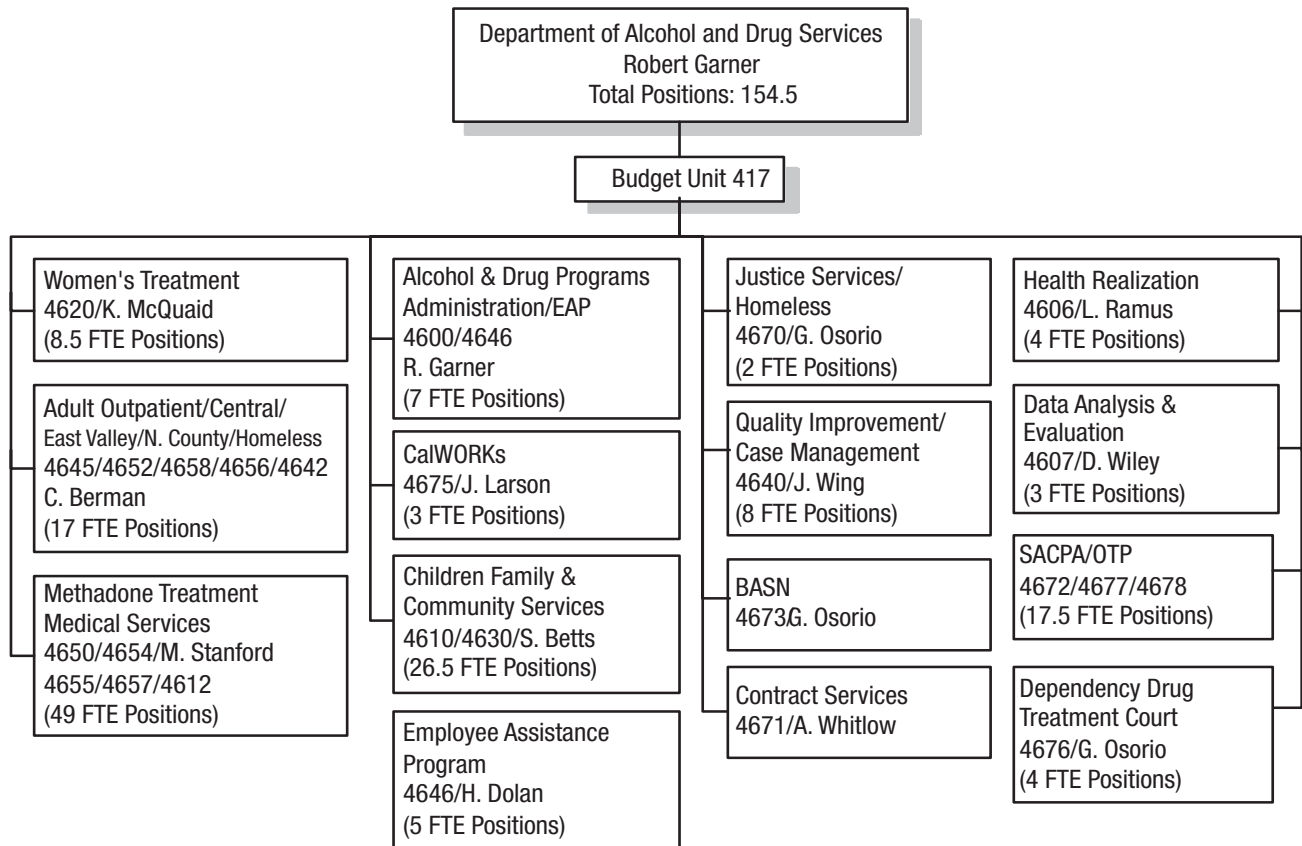 Department of Alcohol and Drug Services
Robert Garner
Total Positions: 154.5
Budget Unit 417
Women's Treatment
4620/K. McQuaid
(8.5 FTE Positions)
Adult Outpatient/Central/
East Valley/N. County/Homeless
4645/4652/4658/4656/4642
C. Berman
(17 FTE Positions)
Methadone Treatment
Medical Services
4650/4654/M. Stanford
4655/4657/4612
(49 FTE Positions)
Alcohol & Drug Programs
Administration/EAP
4600/4646
R. Garner
(7 FTE Positions)
CalWORKs
4675/J. Larson
(3 FTE Positions)
Children Family &
Community Services
4610/4630/S. Betts
(26.5 FTE Positions)
Employee Assistance
Program
4646/H. Dolan
(5 FTE Positions)
Justice Services/
Homeless
4670/G. Osorio
(2 FTE Positions)
Quality Improvement/
Case Management
4640/J. Wing
(8 FTE Positions)
BASN
4673/G. Osorio
Contract Services
4671/A. Whitlow
Health Realization
4606/L. Ramus
(4 FTE Positions)
Data Analysis &
Evaluation
4607/D. Wiley
(3 FTE Positions)
SACPA/OTP
4672/4677/4678
(17.5 FTE Positions)
Dependency Drug
Treatment Court
4676/G. Osorio
(4 FTE Positions)